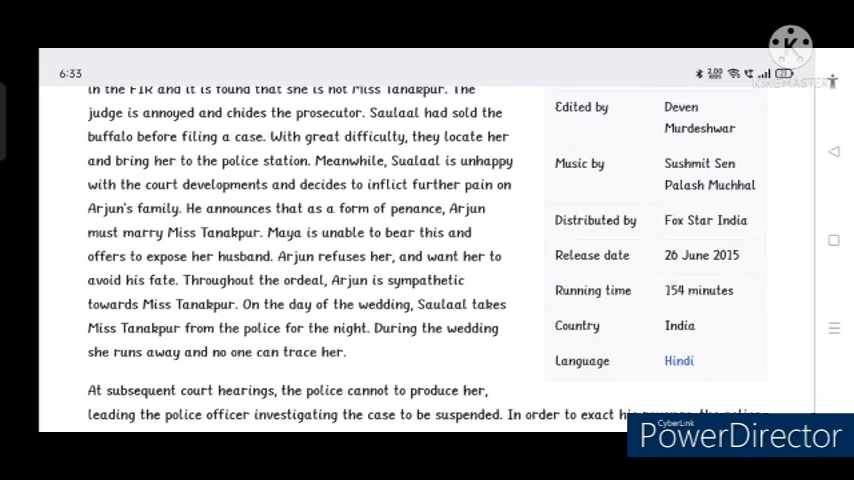 6:33
2.00
28
K
KINEMASTER
in the FIR and it is found that she is not Miss Tanakpur. The
judge is annoyed and chides the prosecutor. Saulaal had sold the
buffalo before filing a case. With great difficulty, they locate her
and bring her to the police station. Meanwhile, Sualaal is unhappy
with the court developments and decides to inflict further pain on
Arjun's family. He announces that as a form of penance, Arjun
must marry Miss Tanakpur. Maya is unable to bear this and
offers to expose her husband. Arjun refuses her, and want her to
avoid his fate. Throughout the ordeal, Arjun is sympathetic
towards Miss Tanakpur. On the day of the wedding, Saulaal takes
Miss Tanakpur from the police for the night. During the wedding
she runs away and no one can trace her.
At subsequent court hearings, the police cannot to produce her,
leading the police officer investigating the case to be suspended. In order to exact his
Edited by Deven
Murdeshwar
Music by Sushmit Sen
Palash Muchhal
Distributed by Fox Star India
Release date 26 June 2015
Running time 154 minutes
Country India
Language Hindi
CyberLink
PowerDirector